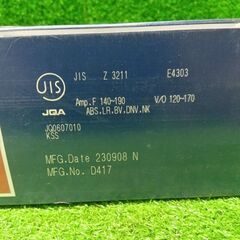 JIS JIS Z 3211 E4303
Amp.F 140-190 V/O 120-170
JQA ABS.LR.BV.DNV.NK
JQ0607010
KSS
MFG.Date 230908 N
MFG.No. D417